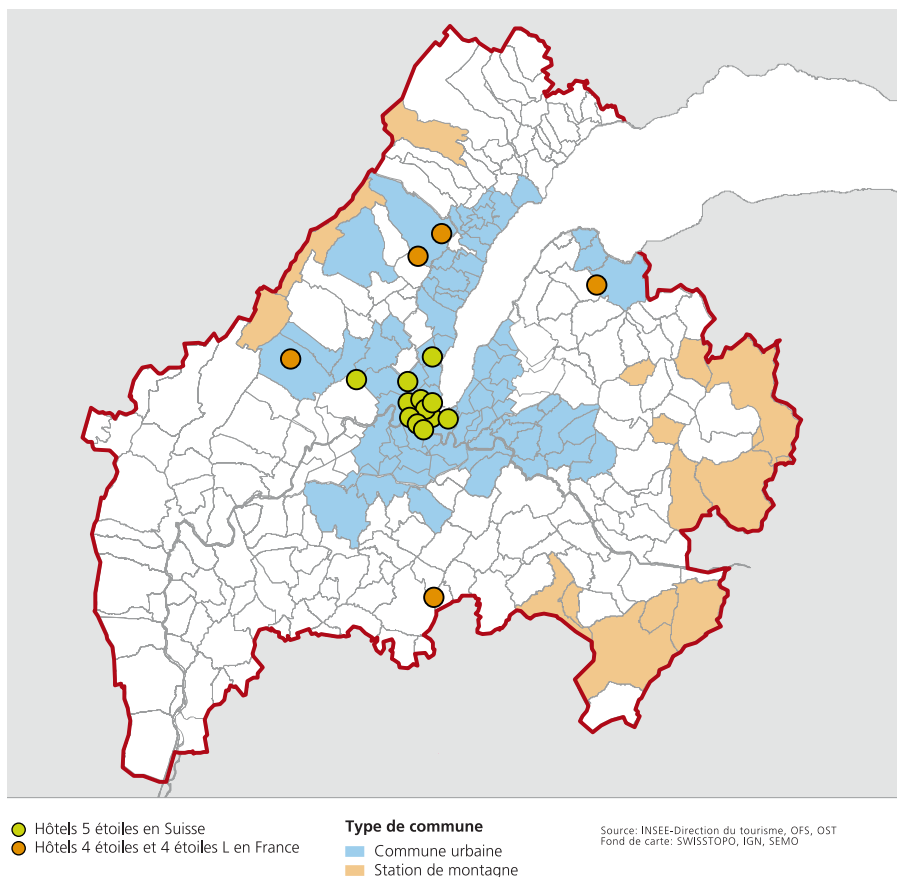 Hôtels 5 étoiles en Suisse
Hôtels 4 étoiles et 4 étoiles L en France
Type de commune
Commune urbaine
Station de montagne
Source: INSEE-Direction du tourisme, OFS, OST
Fond de carte: SWISSTOPO, IGN, SEMO